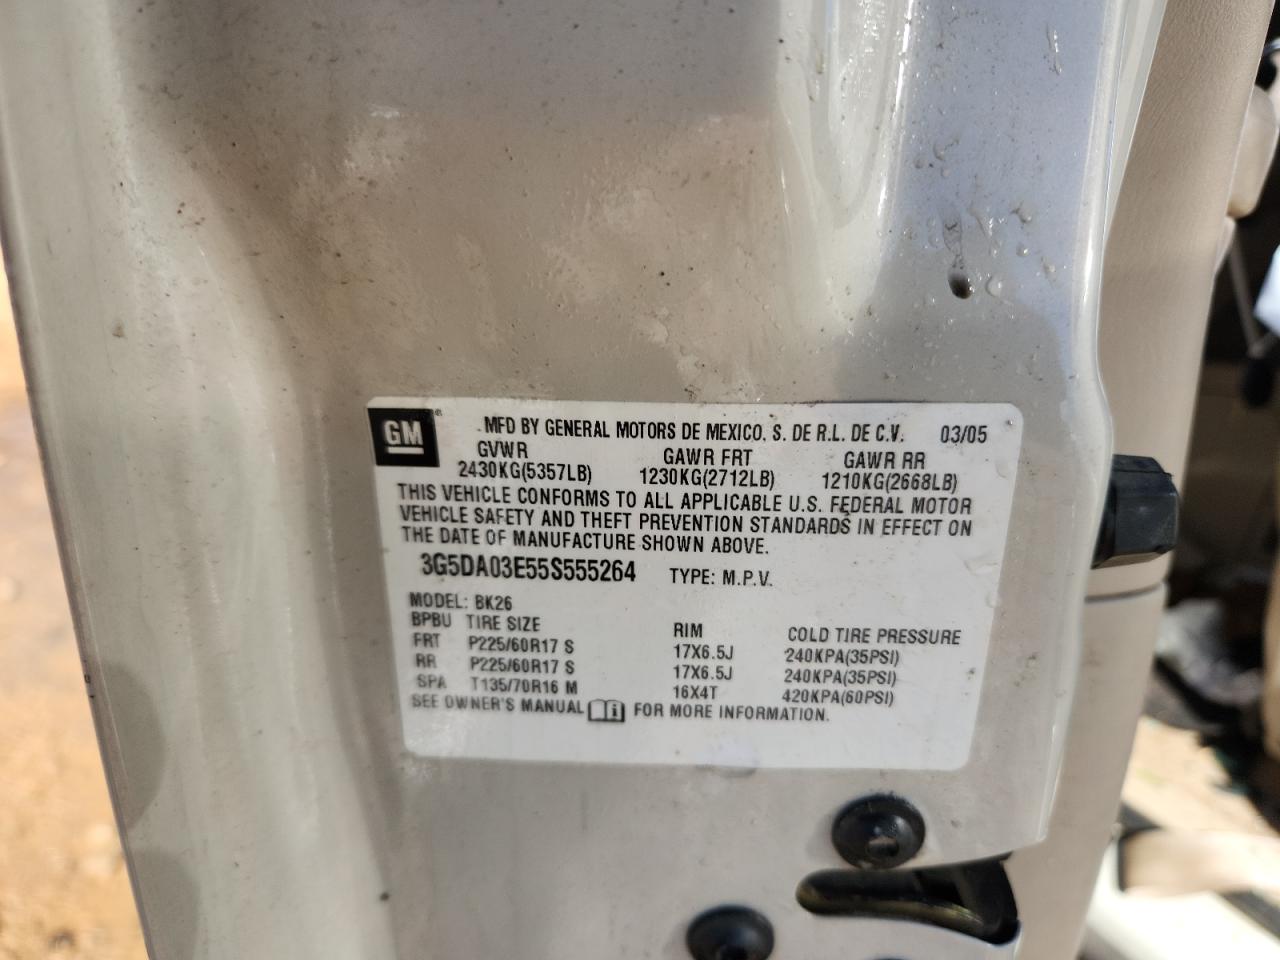 GM ® MFD BY GENERAL MOTORS DE MEXICO, S. DE R.L. DE C.V. 03/05
GVWR GAWR FRT GAWR RR
2430KG(5357LB) 1230KG(2712LB) 1210KG(2668LB)
THIS VEHICLE CONFORMS TO ALL APPLICABLE U.S. FEDERAL MOTOR
VEHICLE SAFETY AND THEFT PREVENTION STANDARDS IN EFFECT ON
THE DATE OF MANUFACTURE SHOWN ABOVE.
3G5DA03E55S555264 TYPE: M.P.V.
MODEL: BK26
BPBU TIRE SIZE RIM COLD TIRE PRESSURE
FRT P225/60R17 S 17X6.5J 240KPA(35PSI)
RR P225/60R17 S 17X6.5J 240KPA(35PSI)
SPA T135/70R16 M 16X4T 420KPA(60PSI)
SEE OWNER'S MANUAL i FOR MORE INFORMATION.